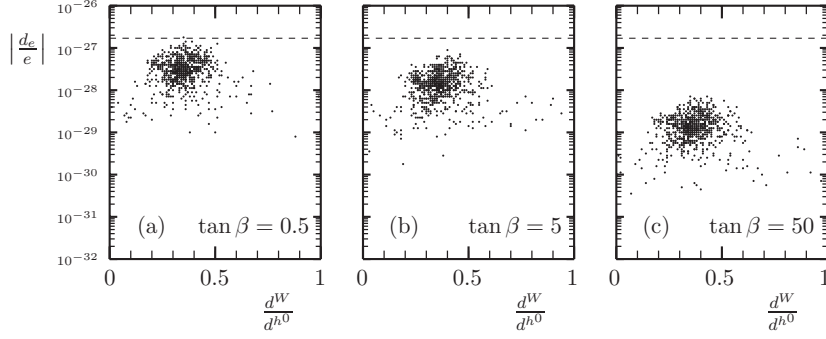 10⁻²⁶
10⁻²⁷
10⁻²⁸
10⁻²⁹
10⁻³⁰
10⁻³¹
10⁻³²
|d_e/e|
(a) tan β = 0.5
(b) tan β = 5
(c) tan β = 50
0 0.5 1
0 0.5 1
0 0.5 1
d^W/d^{h^0}
d^W/d^{h^0}
d^W/d^{h^0}